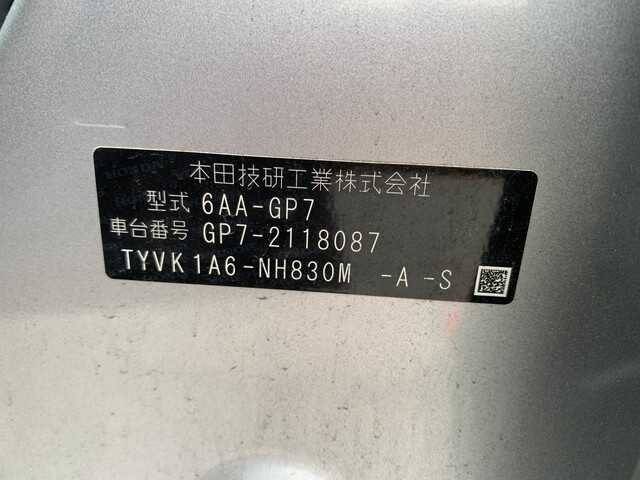 本田技研工業株式会社
型式 6AA-GP7
車台番号 GP7-2118087
TYVK1A6-NH830M -A -S